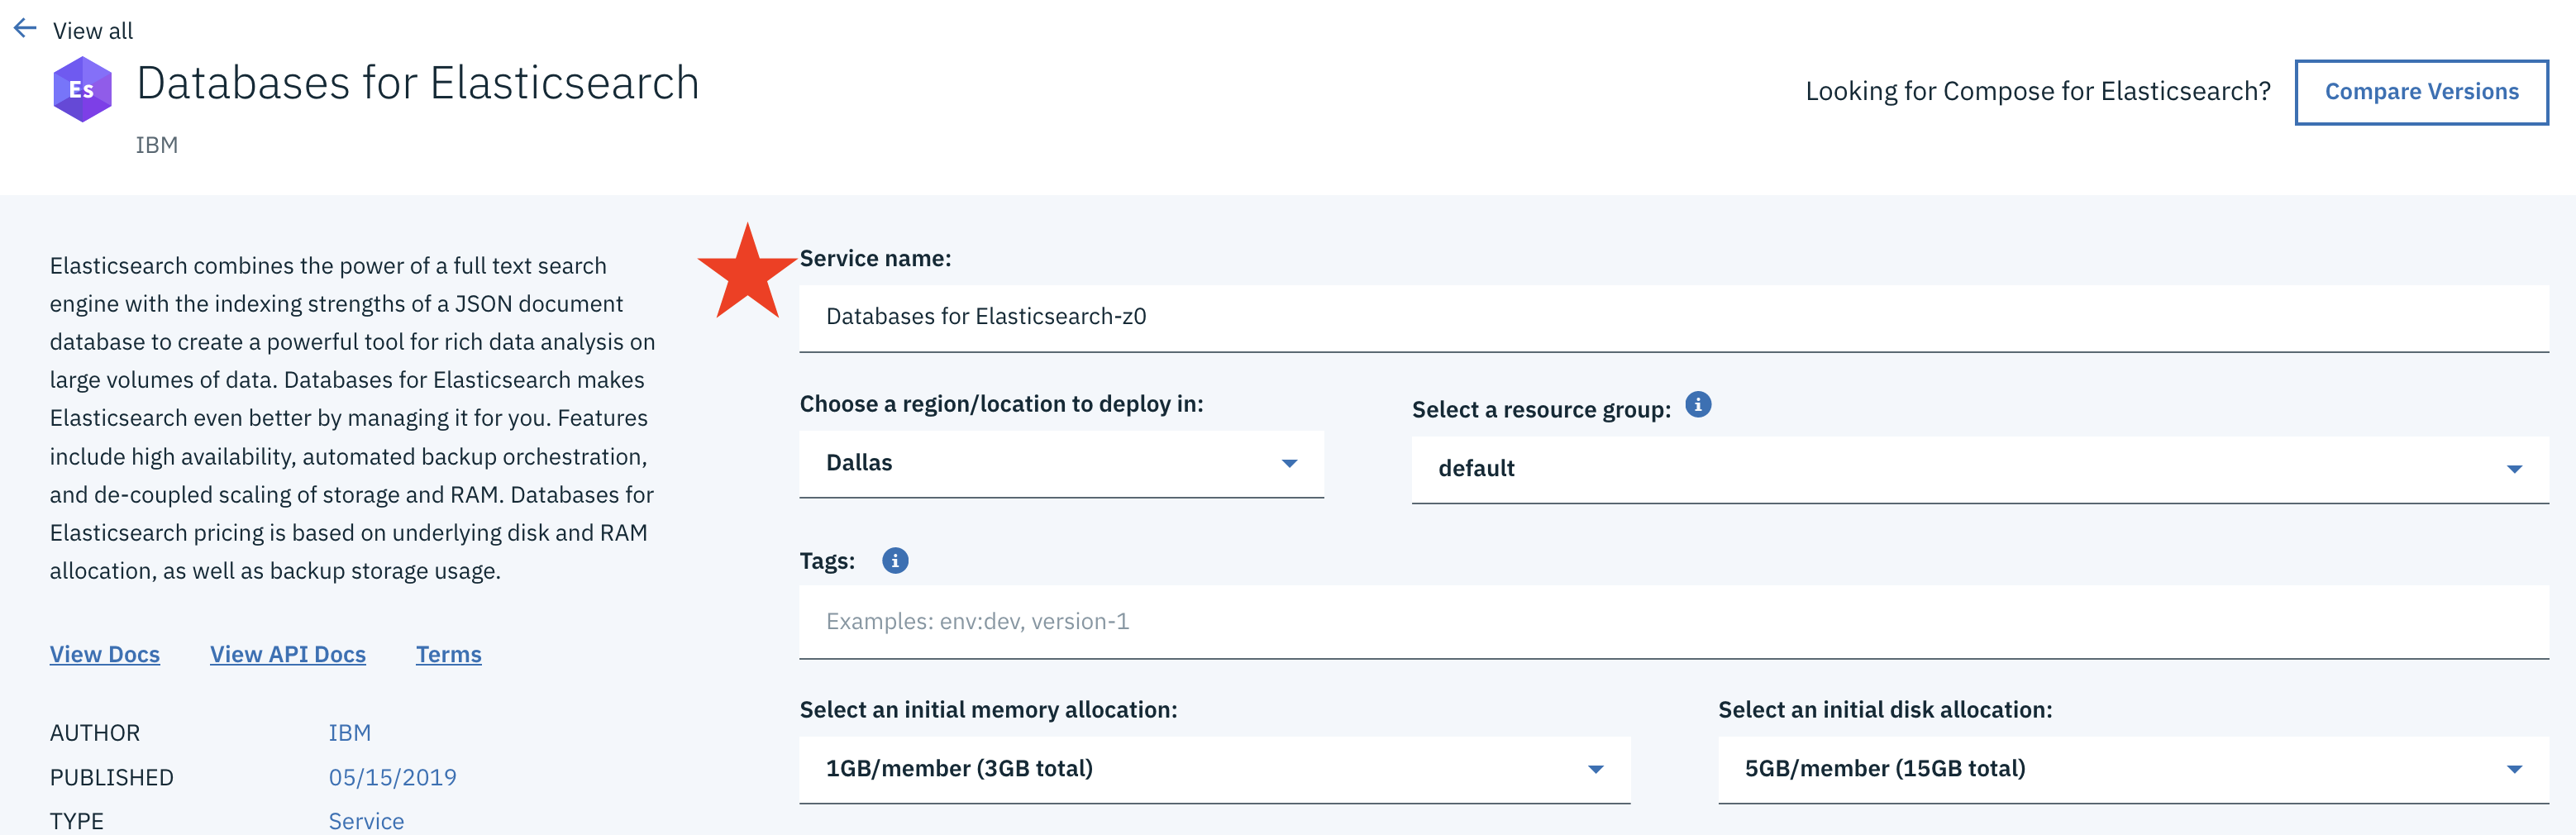 View all
Es
Databases for Elasticsearch
IBM
Looking for Compose for Elasticsearch?
Compare Versions
Elasticsearch combines the power of a full text search
engine with the indexing strengths of a JSON document
database to create a powerful tool for rich data analysis on
large volumes of data. Databases for Elasticsearch makes
Elasticsearch even better by managing it for you. Features
include high availability, automated backup orchestration,
and de-coupled scaling of storage and RAM. Databases for
Elasticsearch pricing is based on underlying disk and RAM
allocation, as well as backup storage usage.
View Docs View API Docs Terms
AUTHOR IBM
PUBLISHED 05/15/2019
TYPE Service
Service name:
Databases for Elasticsearch-z0
Choose a region/location to deploy in:
Dallas
Select a resource group: i
default
Tags: i
Examples: env:dev, version-1
Select an initial memory allocation:
1GB/member (3GB total)
Select an initial disk allocation:
5GB/member (15GB total)